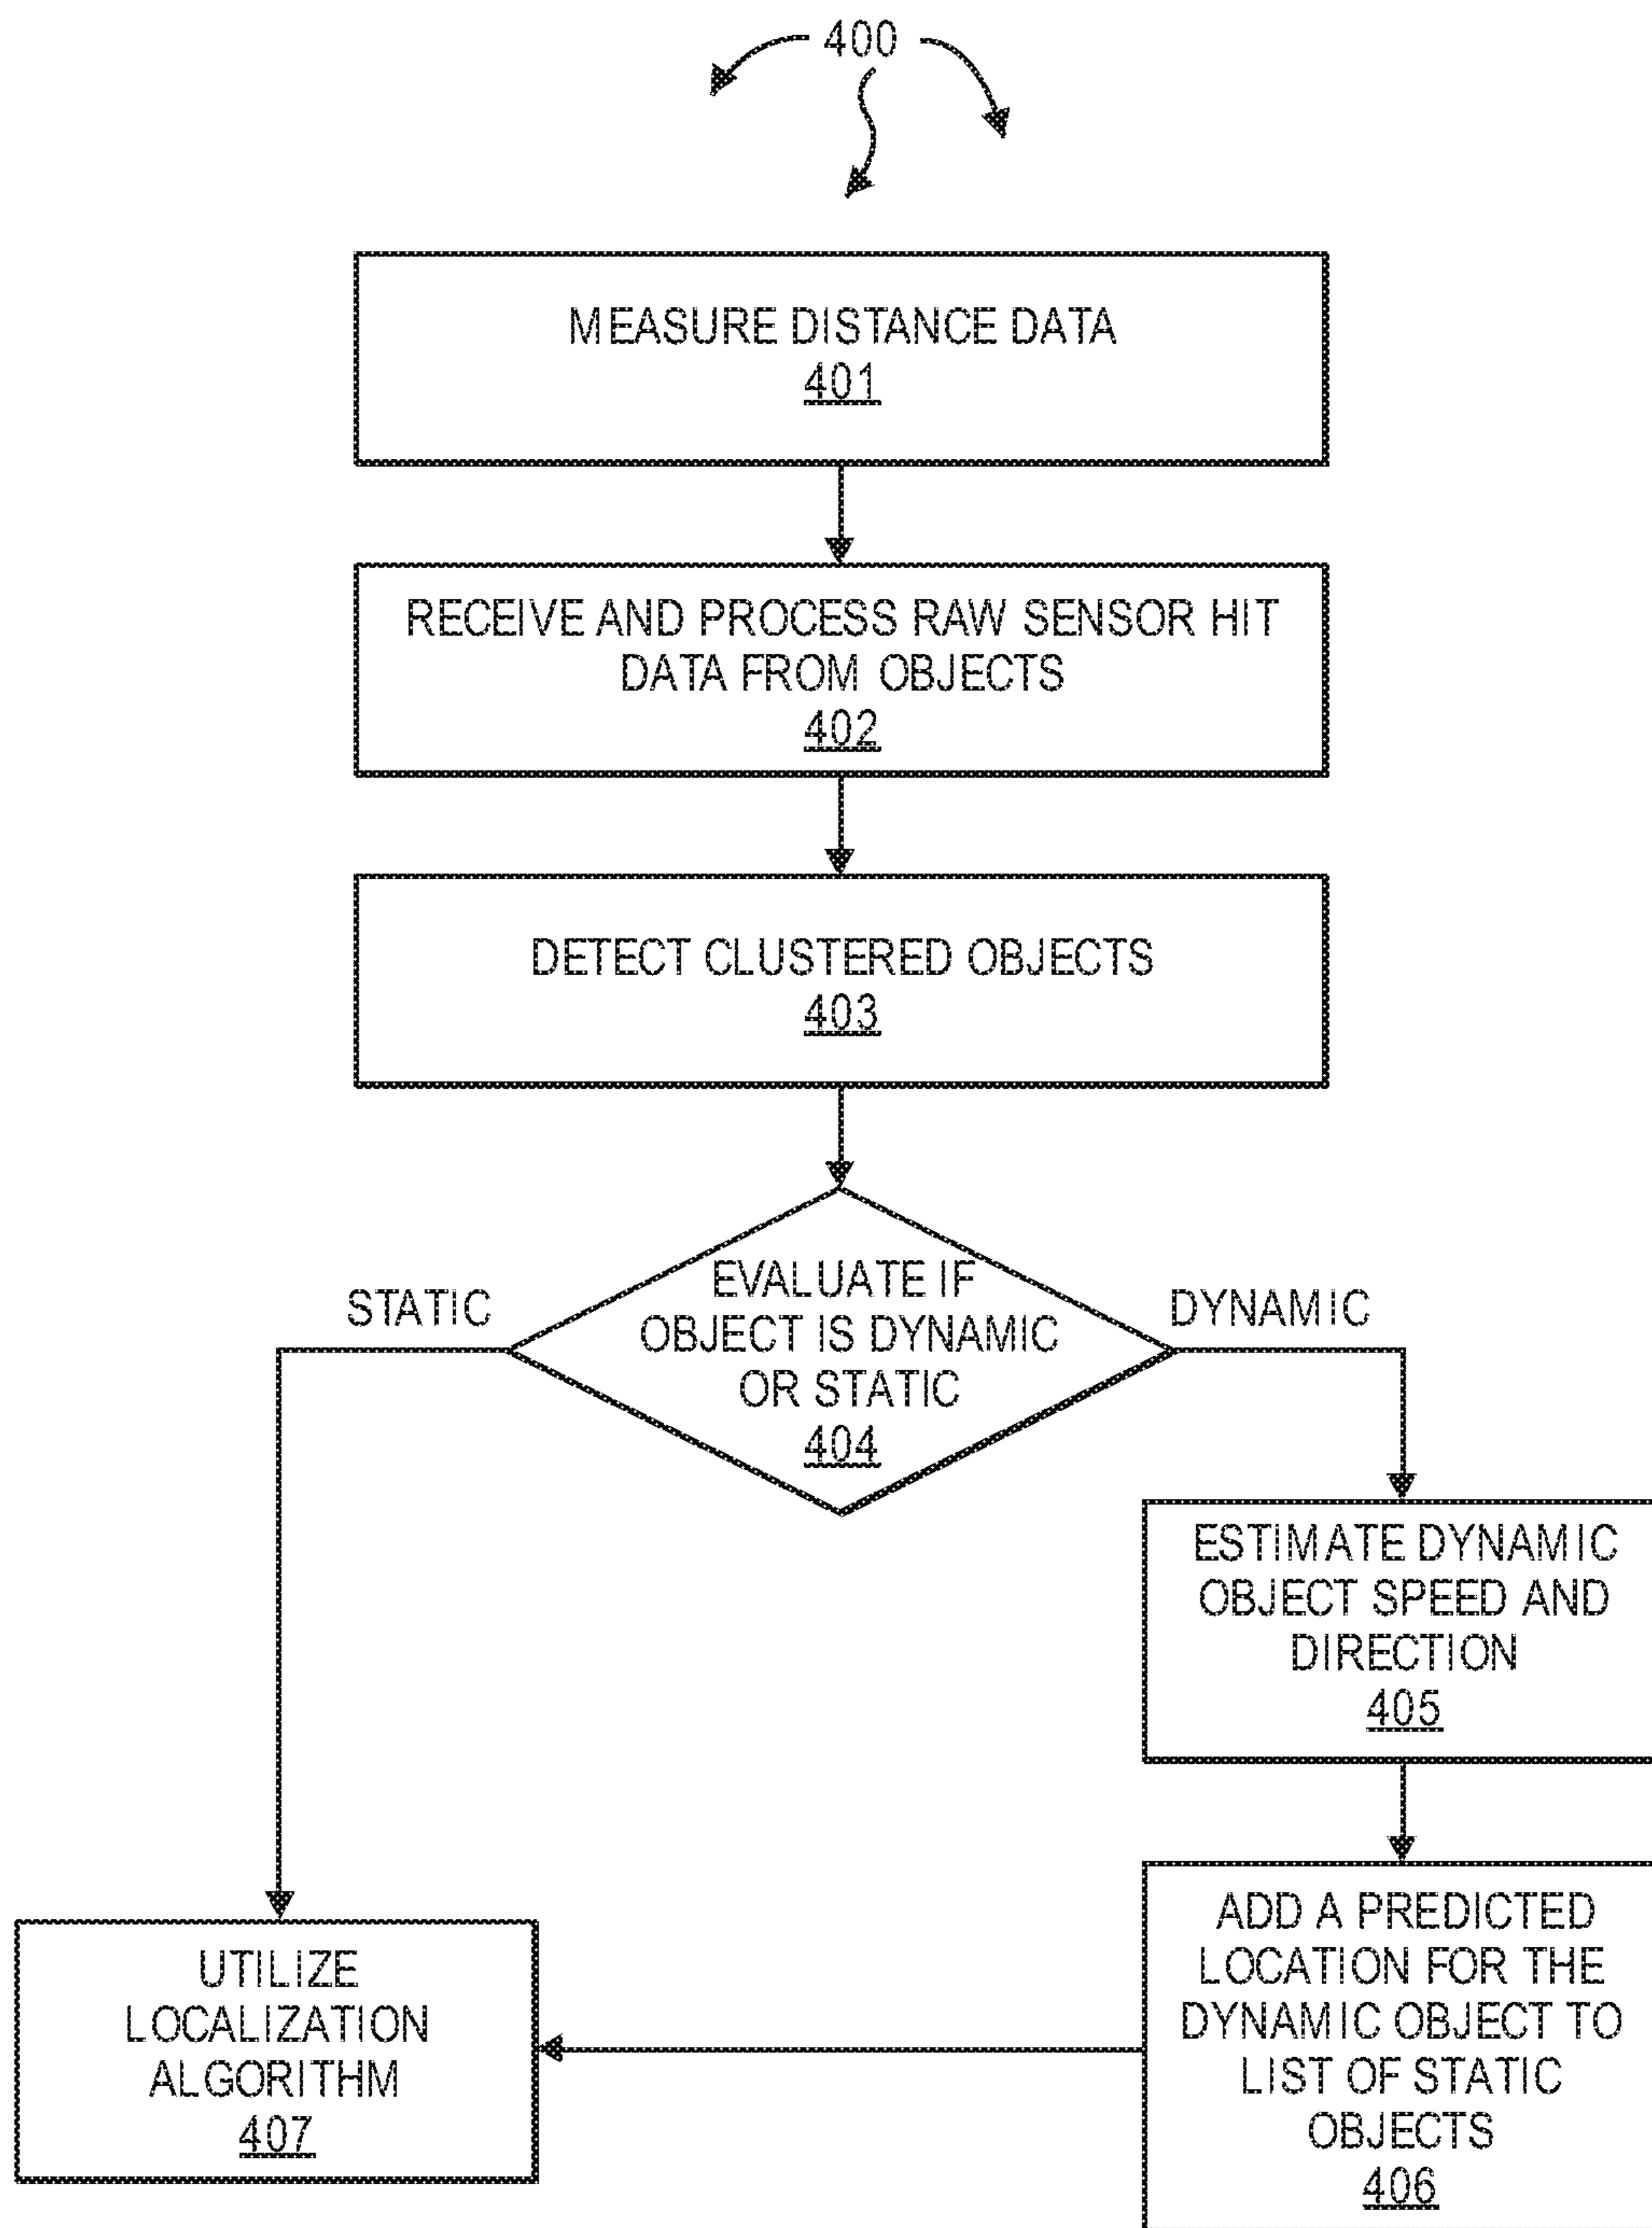 400
MEASURE DISTANCE DATA
401
RECEIVE AND PROCESS RAW SENSOR HIT
DATA FROM OBJECTS
402
DETECT CLUSTERED OBJECTS
403
EVALUATE IF
OBJECT IS DYNAMIC
OR STATIC
404
STATIC
DYNAMIC
ESTIMATE DYNAMIC
OBJECT SPEED AND
DIRECTION
405
ADD A PREDICTED
LOCATION FOR THE
DYNAMIC OBJECT TO
LIST OF STATIC
OBJECTS
406
UTILIZE
LOCALIZATION
ALGORITHM
407